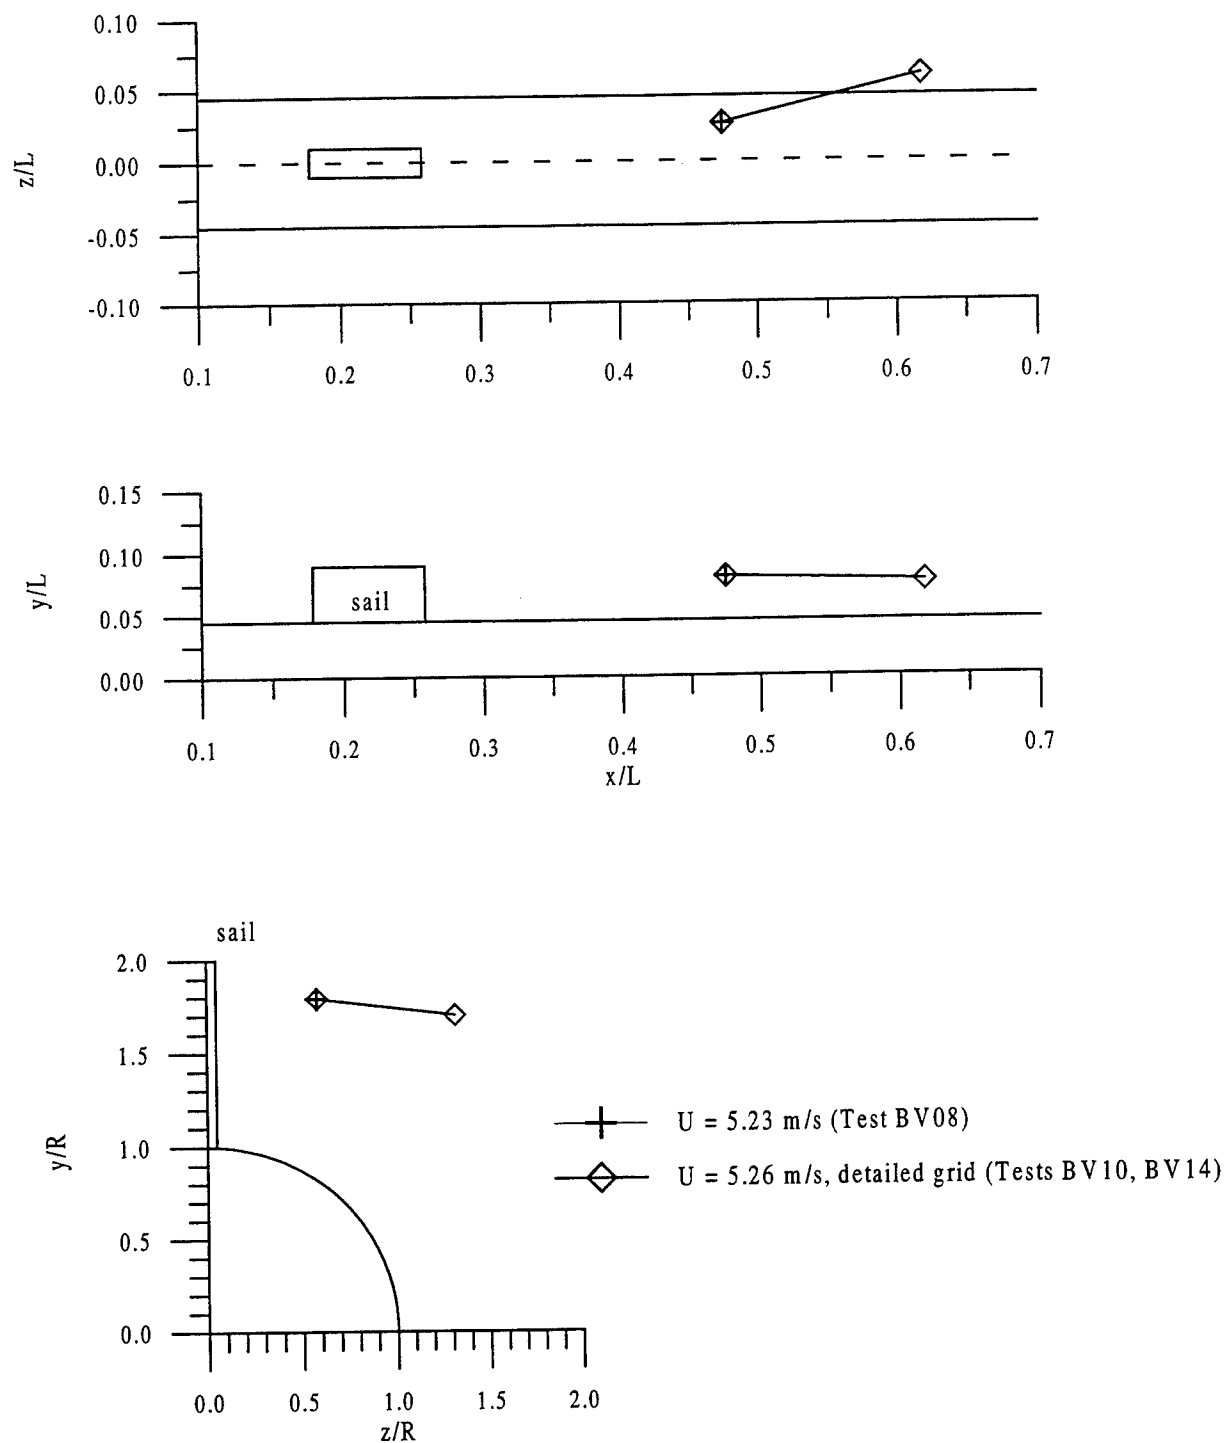 0.10
0.05
0.00
-0.05
-0.10
z/L
0.1 0.2 0.3 0.4 0.5 0.6 0.7
0.15
0.10
0.05
0.00
y/L
sail
0.1 0.2 0.3 0.4 0.5 0.6 0.7
x/L
sail
2.0
1.5
1.0
0.5
0.0
y/R
0.0 0.5 1.0 1.5 2.0
z/R
U = 5.23 m/s (Test BV08)
U = 5.26 m/s, detailed grid (Tests BV10, BV14)